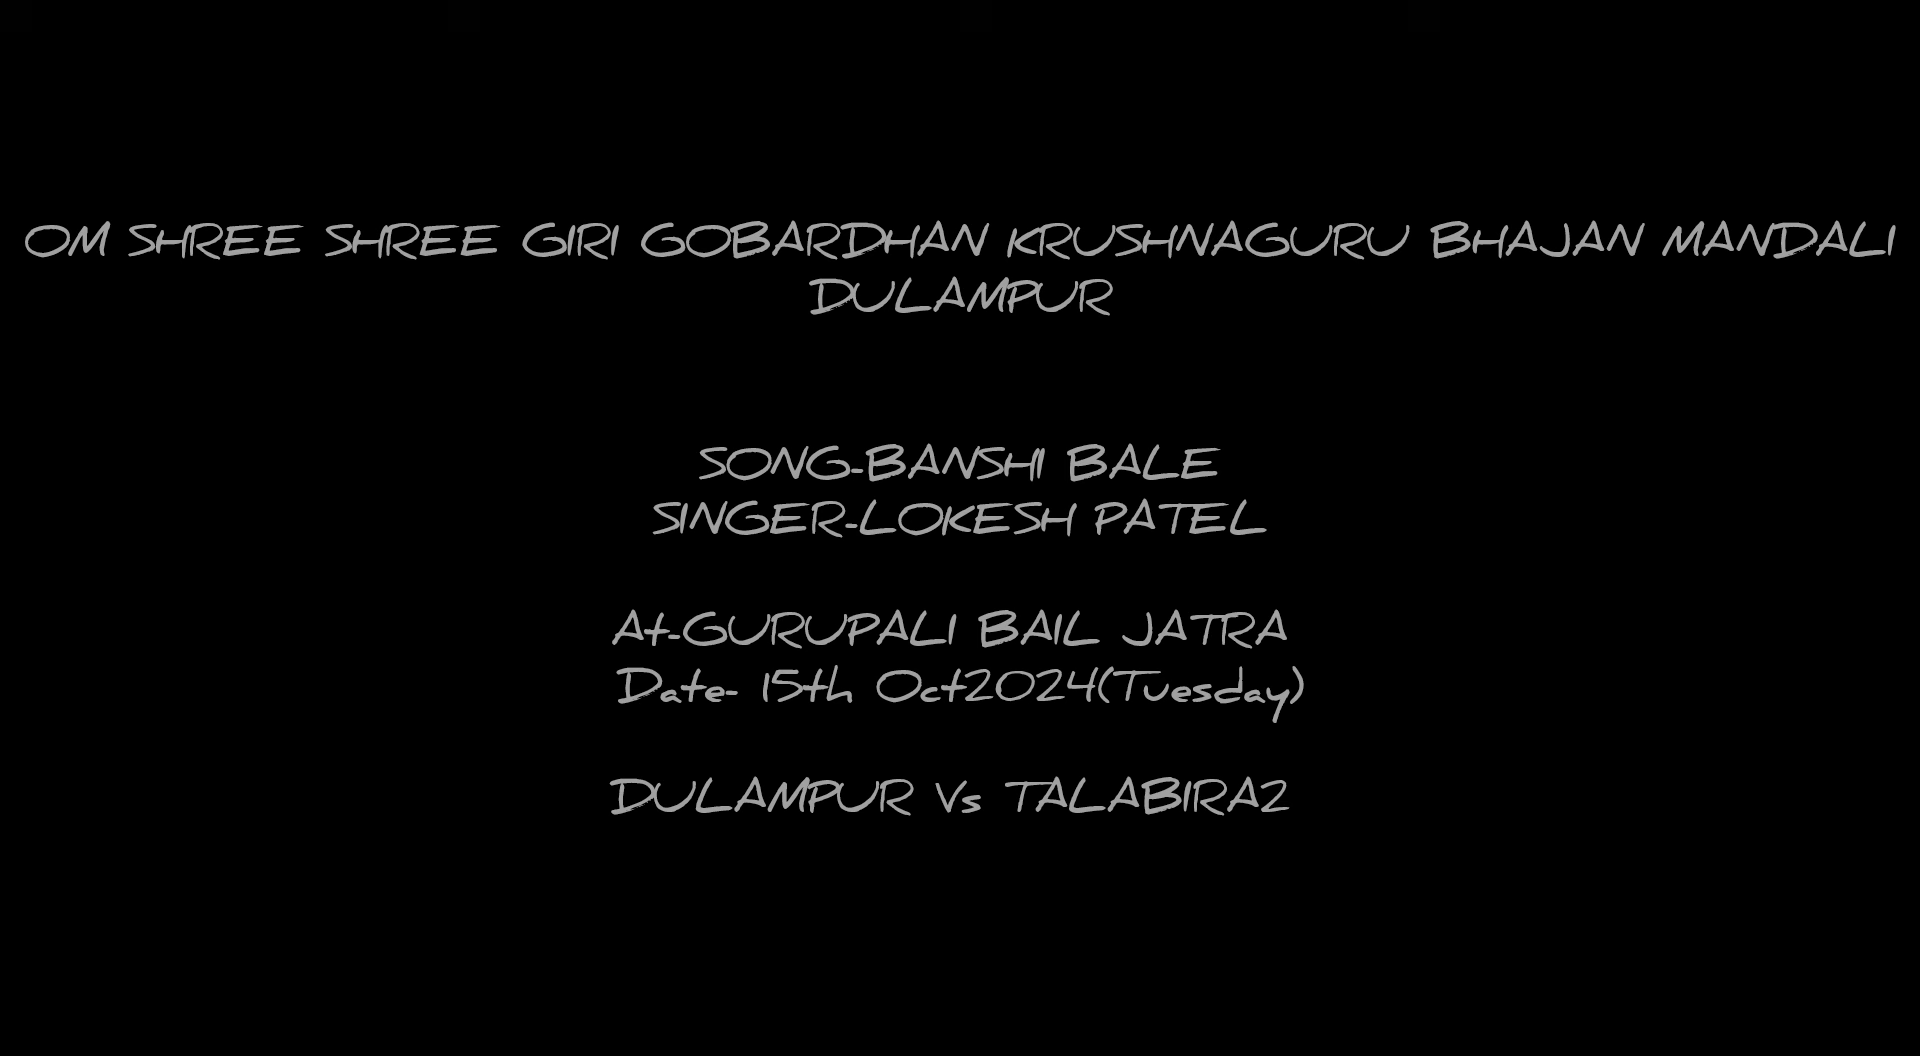 OM SHREE SHREE GIRI GOBARDHAN KRUSHNAGURU BHAJAN MANDALI
DULAMPUR
SONG-BANSHI BALE
SINGER-LOKESH PATEL
At-GURUPALI BAIL JATRA
Date- 15th Oct2024(Tuesday)
DULAMPUR Vs TALABIRA2